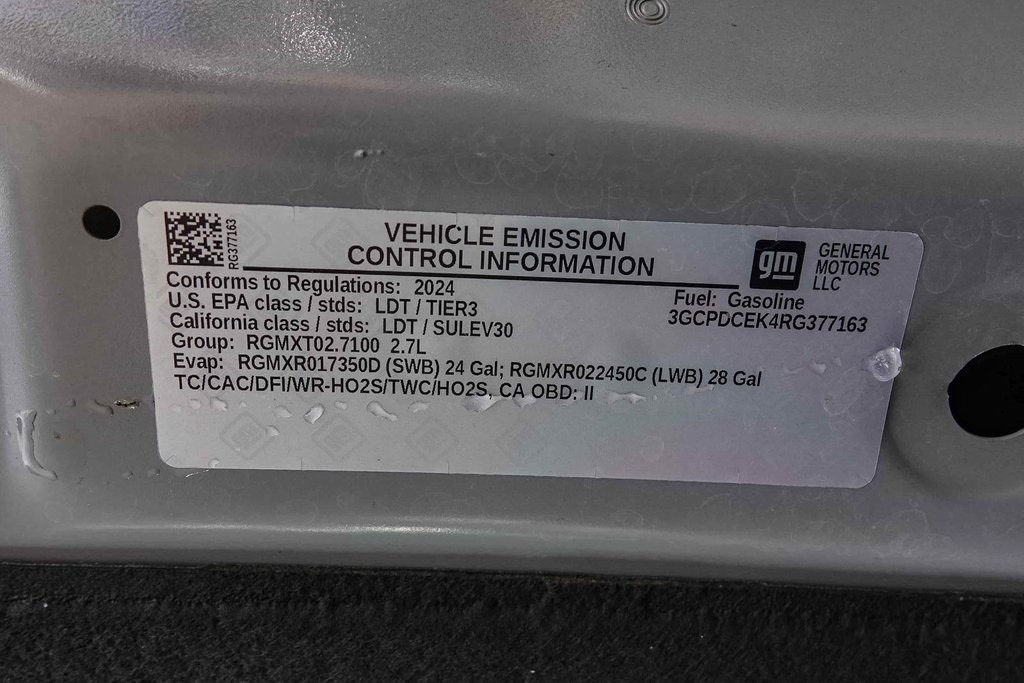 RG377163
VEHICLE EMISSION
CONTROL INFORMATION
gm
GENERAL
MOTORS
LLC
Conforms to Regulations: 2024
U.S. EPA class / stds: LDT / TIER3
California class / stds: LDT / SULEV30
Group: RGMXT02.7100 2.7L
Evap: RGMXR017350D (SWB) 24 Gal; RGMXR022450C (LWB) 28 Gal
TC/CAC/DFI/WR-HO2S/TWC/HO2S, CA OBD: II
Fuel: Gasoline
3GCPDCEK4RG377163